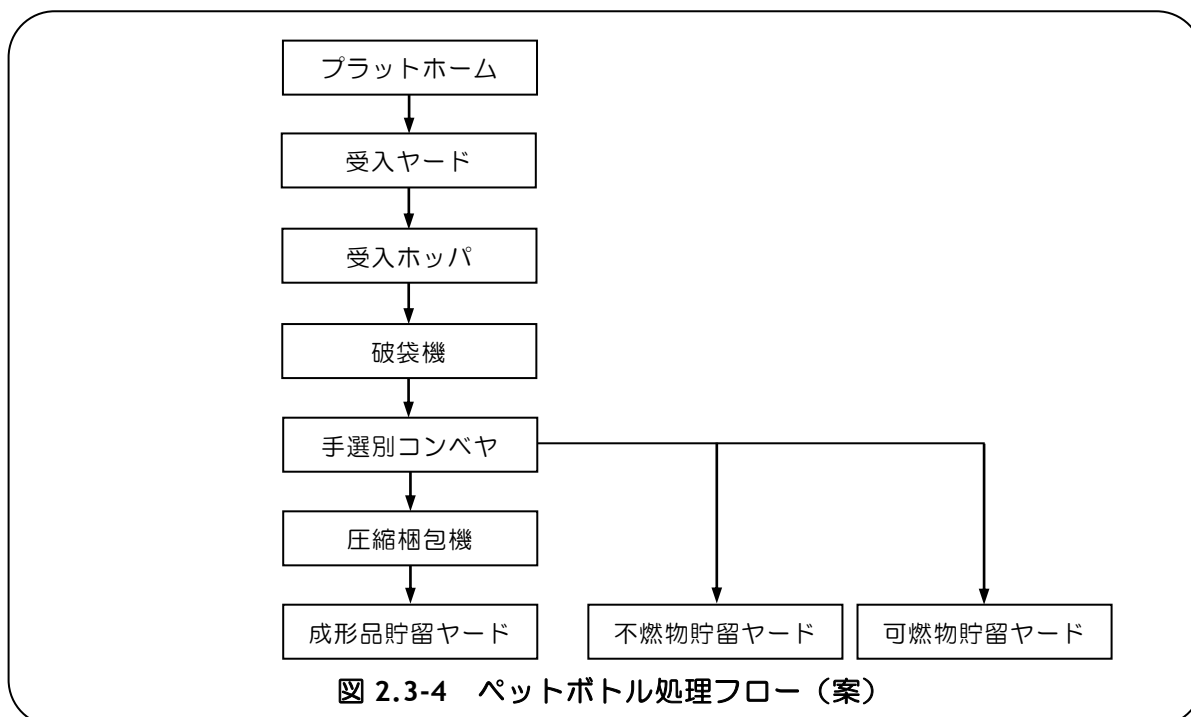 プラットホーム
受入ヤード
受入ホッパ
破袋機
手選別コンベヤ
圧縮梱包機
成形品貯留ヤード
不燃物貯留ヤード
可燃物貯留ヤード
図 2.3-4 ペットボトル処理フロー（案）